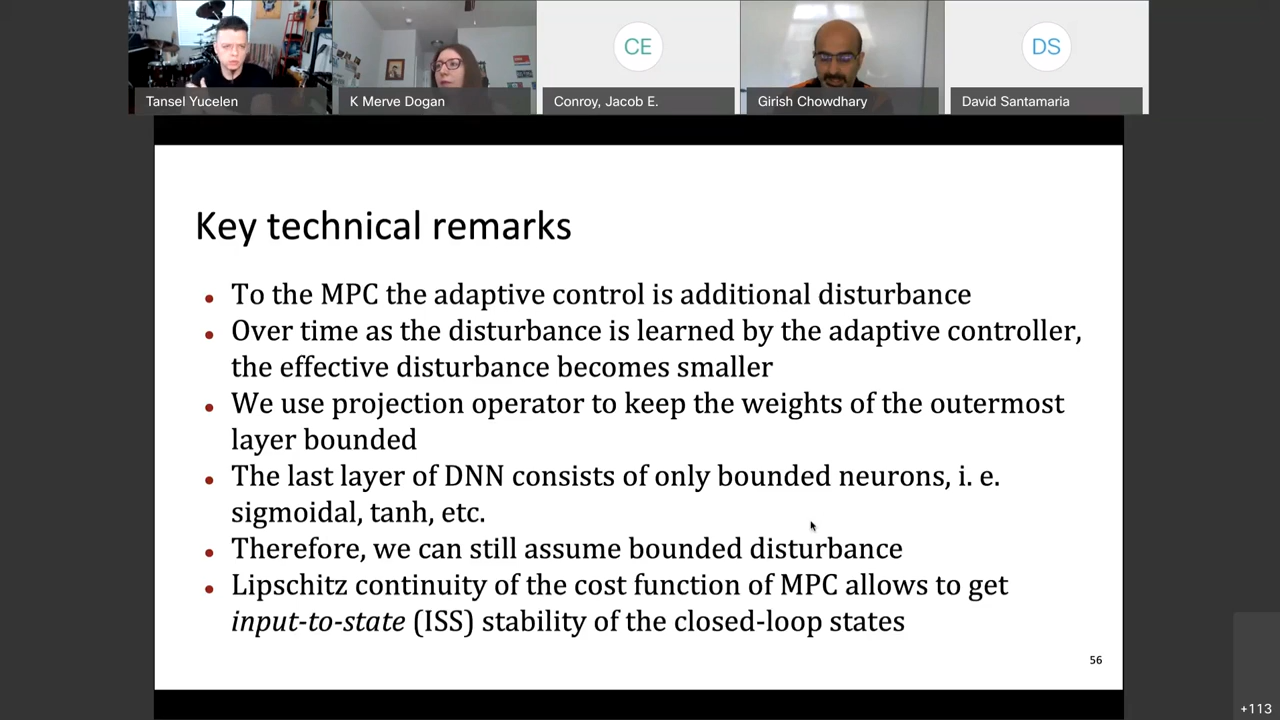 CE
DS
Tansel Yucelen
K Merve Dogan
Conroy, Jacob E.
Girish Chowdhary
David Santamaria
Key technical remarks
• To the MPC the adaptive control is additional disturbance
• Over time as the disturbance is learned by the adaptive controller,
the effective disturbance becomes smaller
• We use projection operator to keep the weights of the outermost
layer bounded
• The last layer of DNN consists of only bounded neurons, i. e.
sigmoidal, tanh, etc.
• Therefore, we can still assume bounded disturbance
• Lipschitz continuity of the cost function of MPC allows to get
input-to-state (ISS) stability of the closed-loop states
56
+113